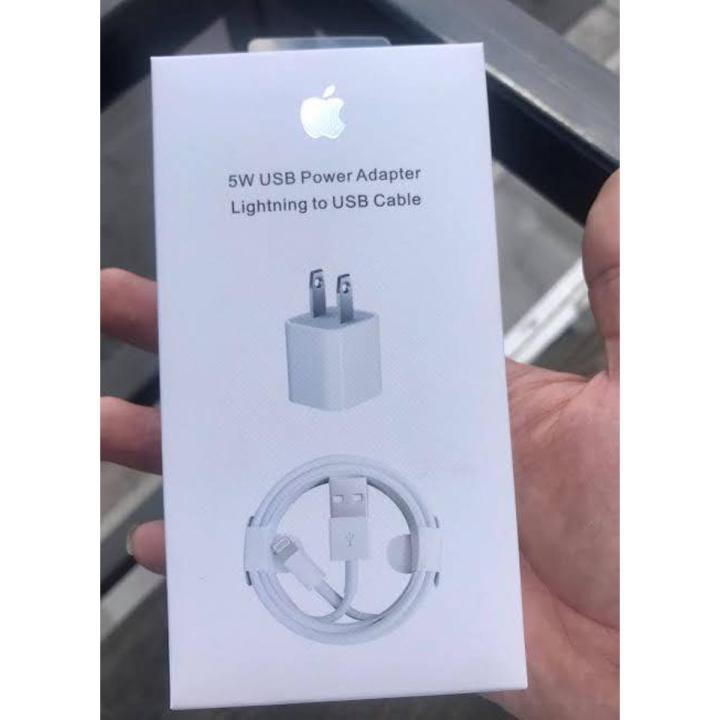 5W USB Power Adapter
Lightning to USB Cable